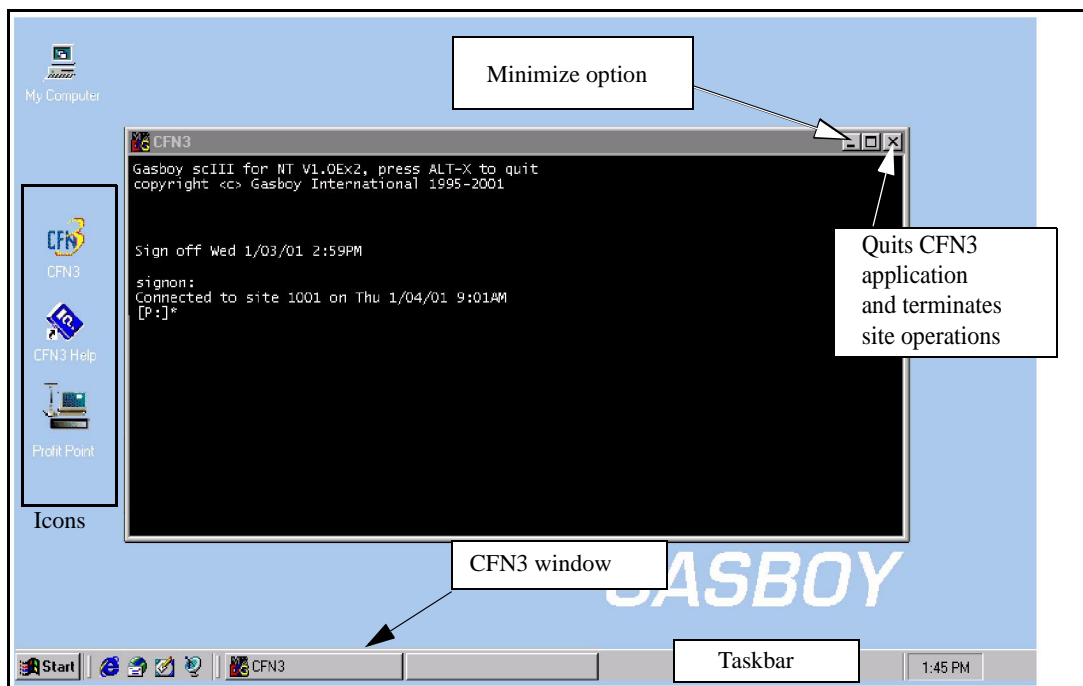 My Computer
Minimize option
CFN3
Gasboy scIII for NT V1.0Ex2, press ALT-X to quit
copyright <c> Gasboy International 1995-2001
Sign off Wed 1/03/01 2:59PM
signon:
Connected to site 1001 on Thu 1/04/01 9:01AM
[P:]*
Quits CFN3
application
and terminates
site operations
CFN3
CFN3
CFN3 Help
Profit Point
Icons
CFN3 window
GASBOY
Taskbar
Start
CFN3
1:45 PM